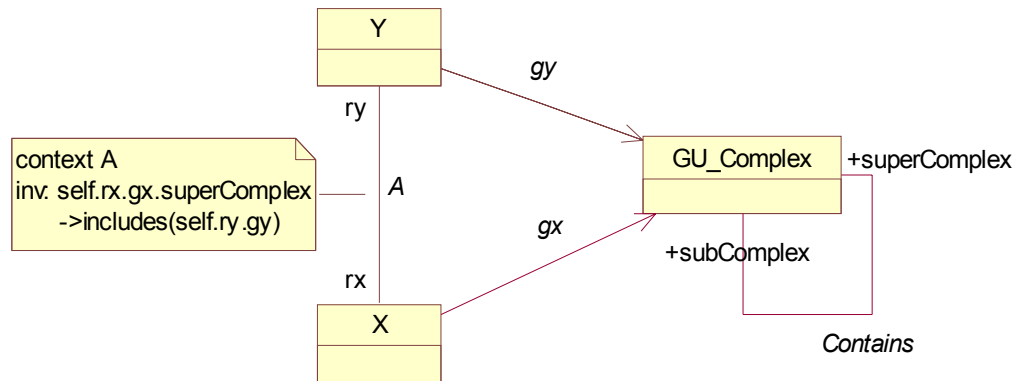 Y
gy
ry
context A
inv: self.rx.gx.superComplex
->includes(self.ry.gy)
A
GU_Complex
+superComplex
gx
+subComplex
rx
X
Contains